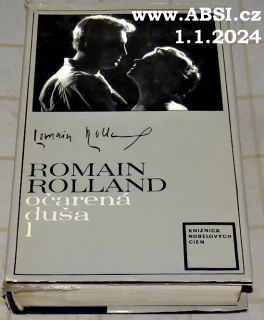 © www.ABSI.cz
1.1.2024
Romain Rolland
ROMAIN
ROLLAND
očarená
duša
1
KNIŽNICA
NOBELOVÝCH
CIEN